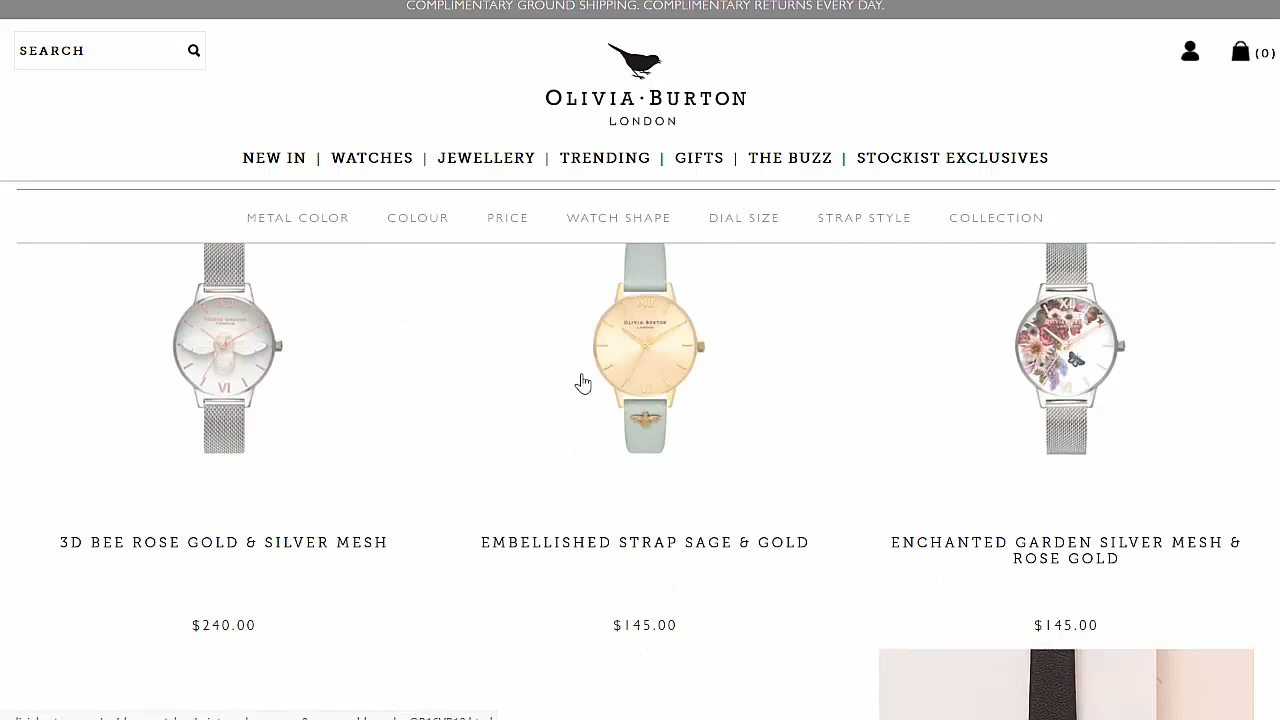 COMPLIMENTARY GROUND SHIPPING. COMPLIMENTARY RETURNS EVERY DAY.
SEARCH
(0)
OLIVIA·BURTON
LONDON
NEW IN | WATCHES | JEWELLERY | TRENDING | GIFTS | THE BUZZ | STOCKIST EXCLUSIVES
METAL COLOR COLOUR PRICE WATCH SHAPE DIAL SIZE STRAP STYLE COLLECTION
OLIVIA·BURTON
LONDON
3D BEE ROSE GOLD & SILVER MESH
EMBELLISHED STRAP SAGE & GOLD
ENCHANTED GARDEN SILVER MESH &
ROSE GOLD
$240.00
$145.00
$145.00